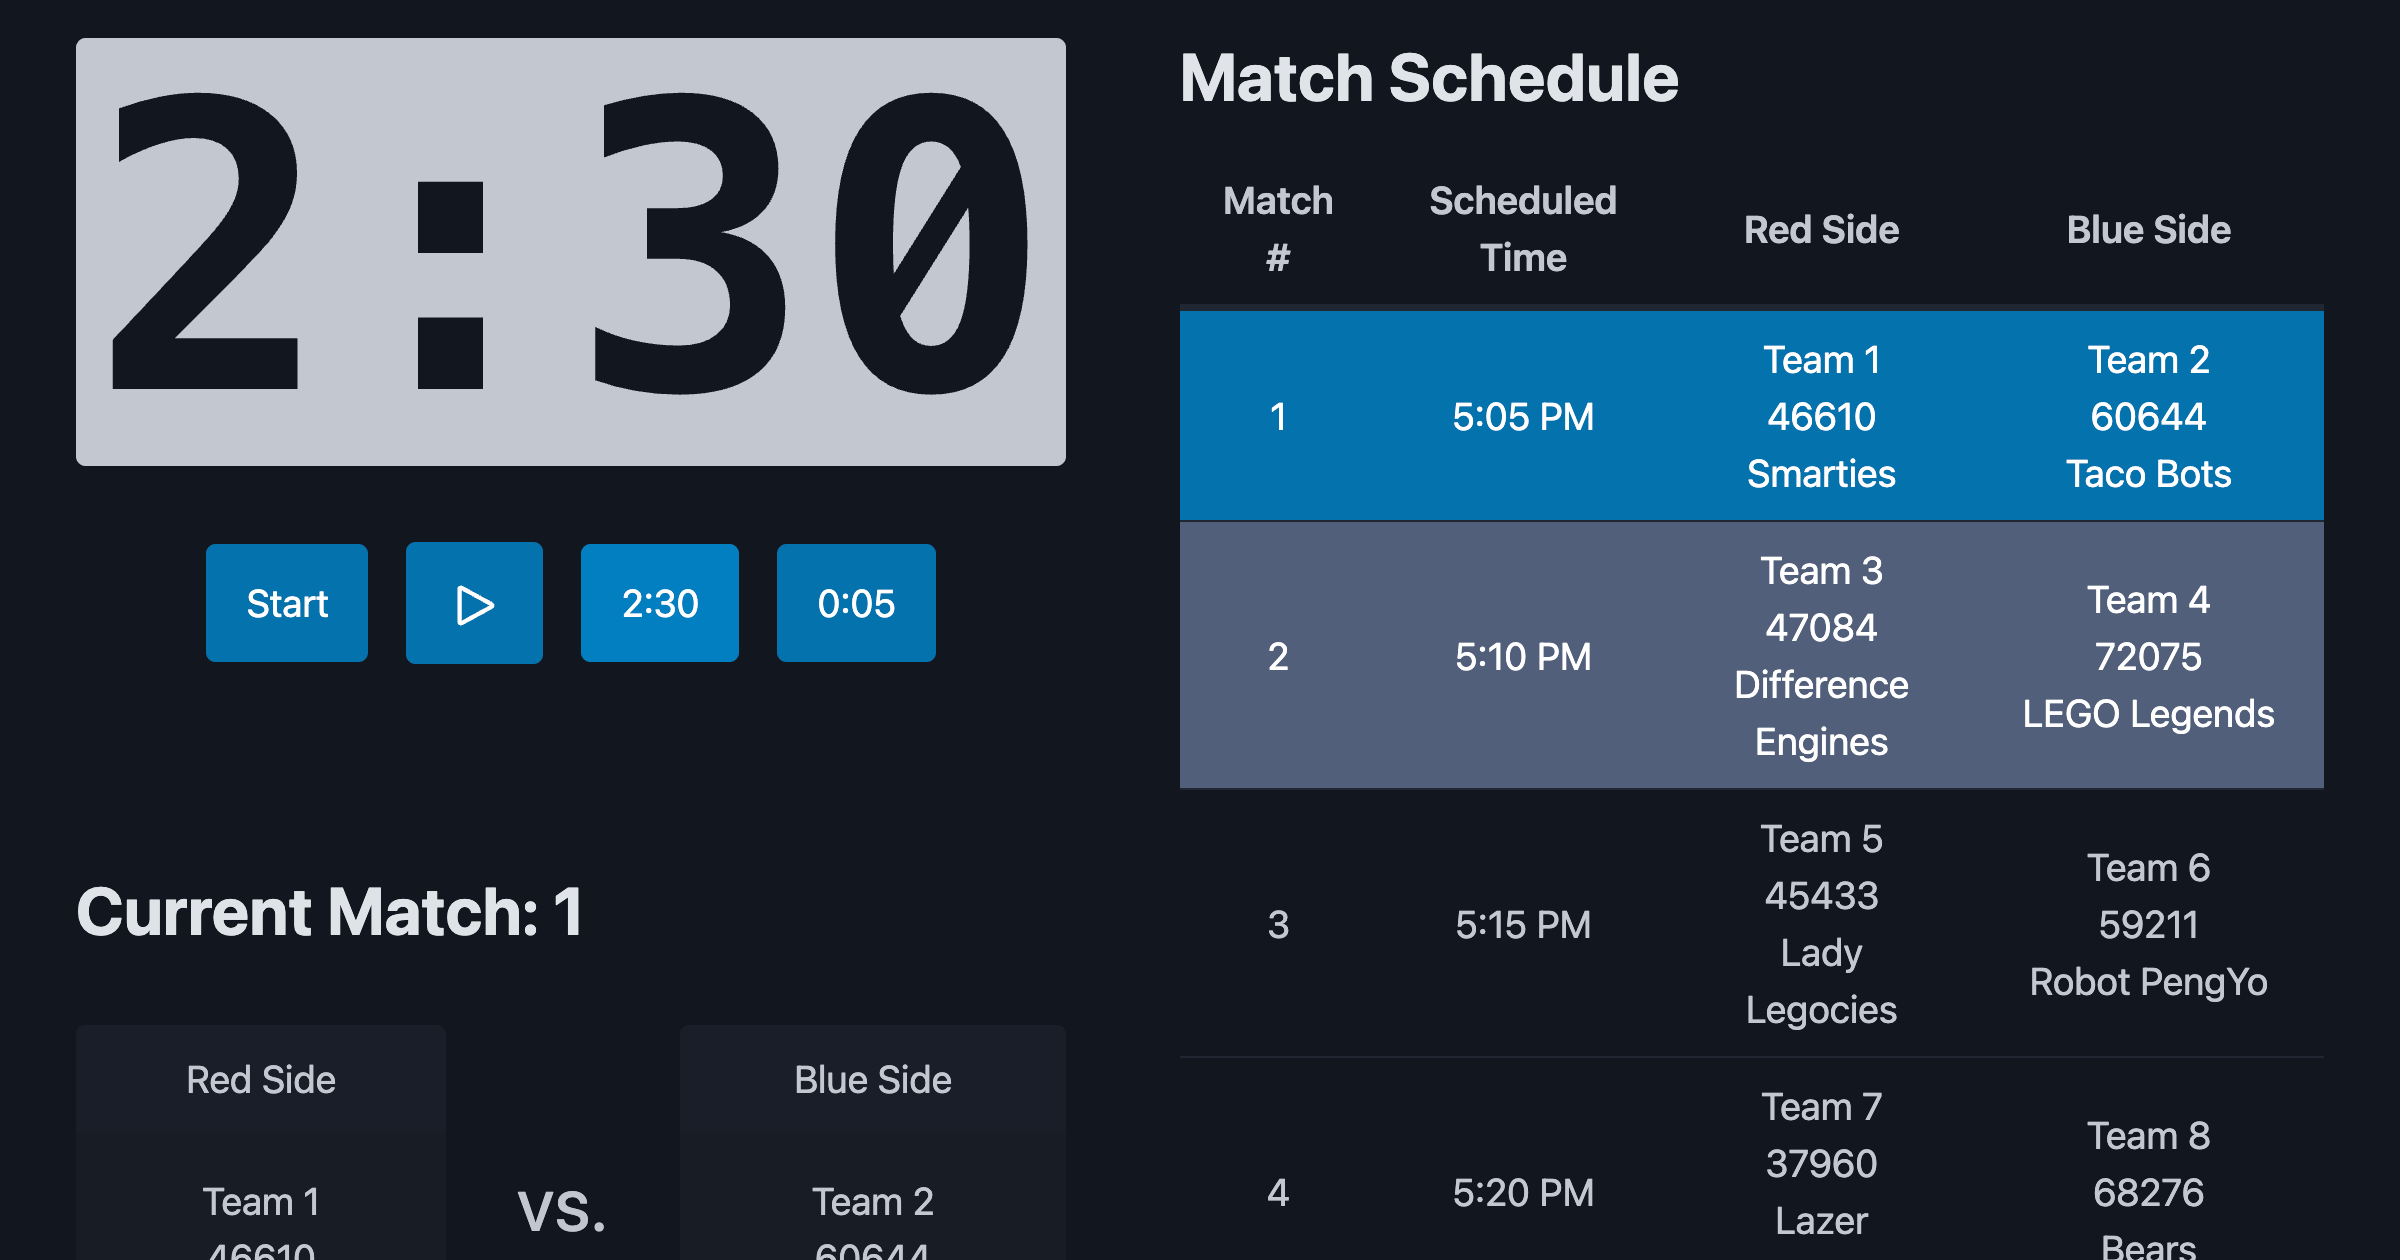 2:30
Start
2:30
0:05
Current Match: 1
Red Side
Team 1
46610
vs.
Blue Side
Team 2
60644
Match Schedule
Match
#
Scheduled
Time
Red Side
Blue Side
1
5:05 PM
Team 1
46610
Smarties
Team 2
60644
Taco Bots
2
5:10 PM
Team 3
47084
Difference
Engines
Team 4
72075
LEGO Legends
3
5:15 PM
Team 5
45433
Lady
Legocies
Team 6
59211
Robot PengYo
4
5:20 PM
Team 7
37960
Lazer
Team 8
68276
Bears